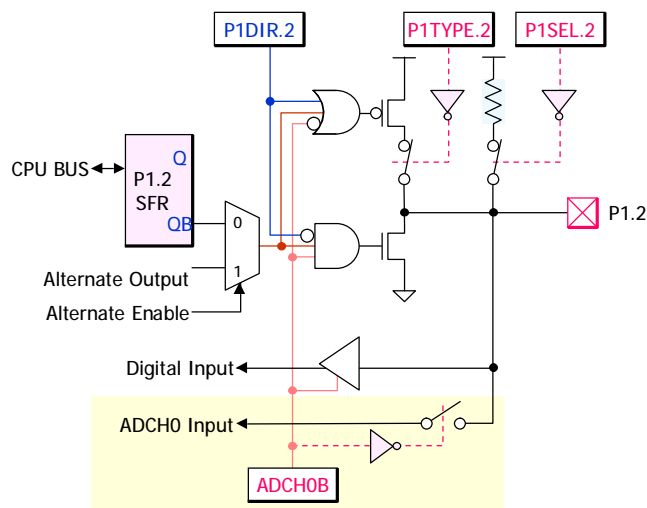 P1DIR.2
P1TYPE.2
P1SEL.2
CPU BUS
Q
P1.2
SFR
QB
0
1
P1.2
Alternate Output
Alternate Enable
Digital Input
ADCH0 Input
ADCH0B